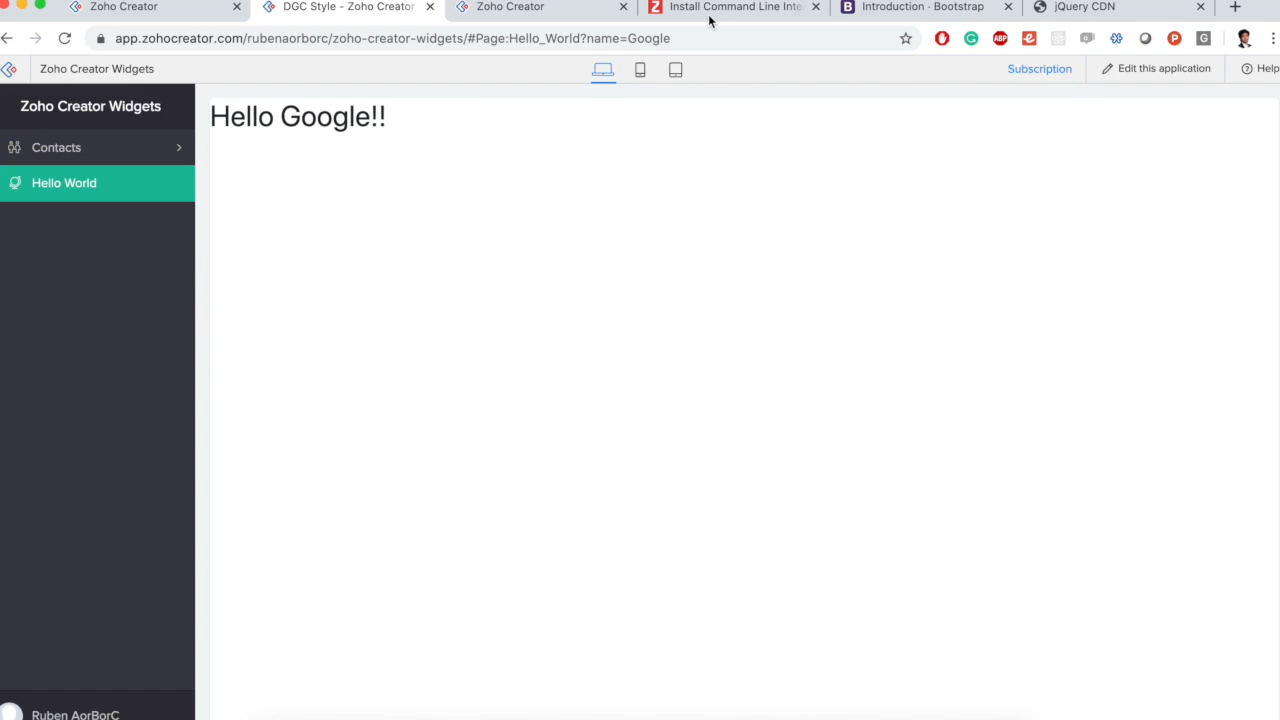 Zoho Creator
DGC Style - Zoho Creator
Zoho Creator
Install Command Line Inte
Introduction · Bootstrap
jQuery CDN
app.zohocreator.com/rubenaorborc/zoho-creator-widgets/#Page:Hello_World?name=Google
Zoho Creator Widgets
Subscription
Edit this application
Help
Zoho Creator Widgets
Contacts
Hello World
Hello Google!!
Ruben AorBorC